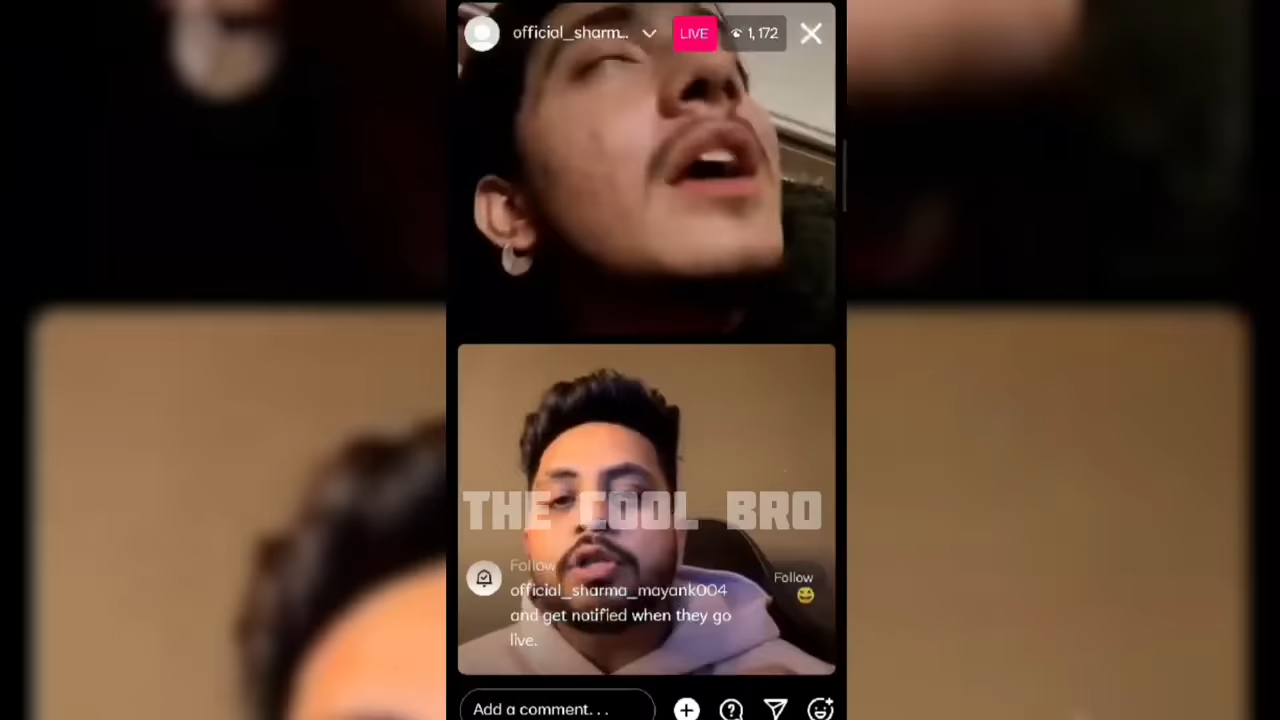 official_sharm...
LIVE
1,172
THE COOL BRO
Follow
official_sharma_mayank004
and get notified when they go
live.
Follow
Add a comment...